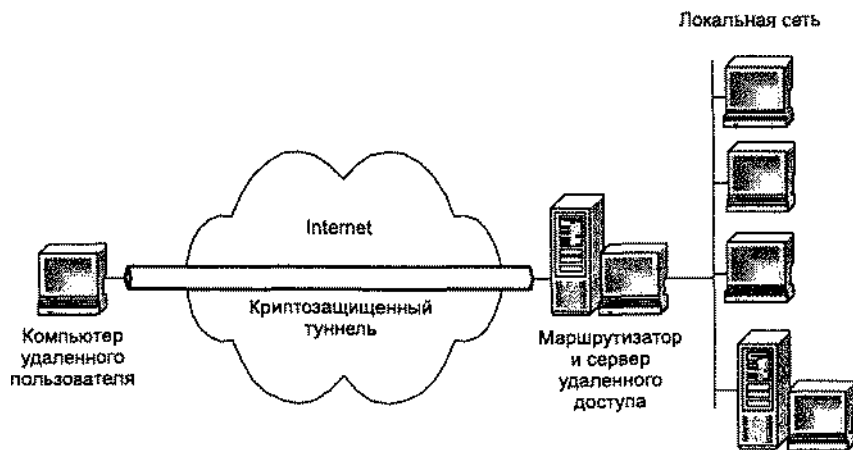 Локальная сеть
Internet
Криптозащищенный
туннель
Компьютер
удаленного
пользователя
Маршрутизатор
и сервер
удаленного
доступа